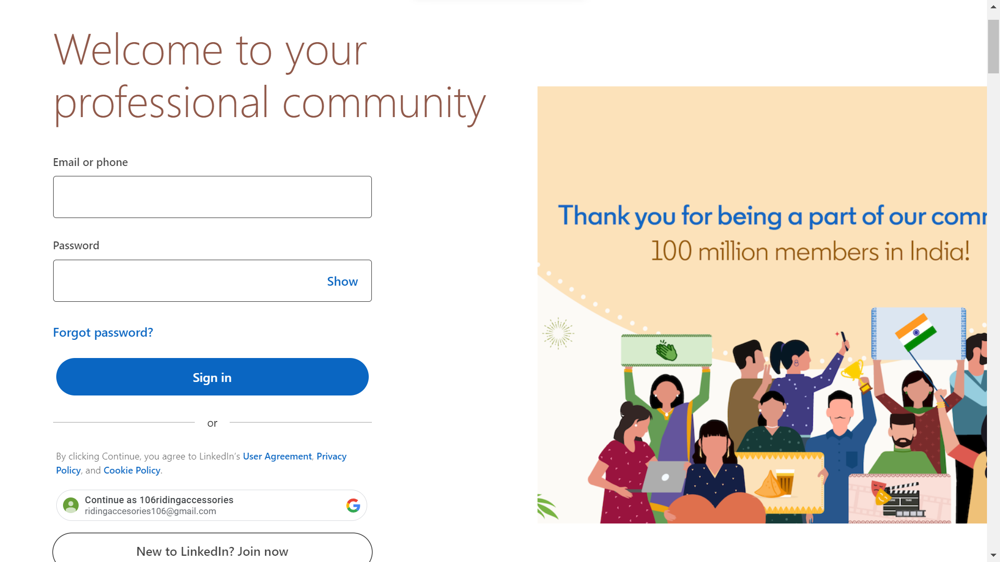 Welcome to your
professional community
Email or phone
Password
Show
Forgot password?
Sign in
or
By clicking Continue, you agree to LinkedIn's User Agreement, Privacy
Policy, and Cookie Policy.
Continue as 106ridingaccessories
ridingaccesories106@gmail.com
New to LinkedIn? Join now
Thank you for being a part of our comm
100 million members in India!